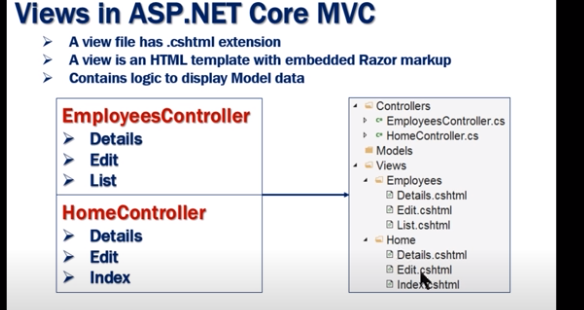 Views in ASP.NET Core MVC
A view file has .cshtml extension
A view is an HTML template with embedded Razor markup
Contains logic to display Model data
EmployeesController
Details
Edit
List
HomeController
Details
Edit
Index
Controllers
EmployeesController.cs
HomeController.cs
Models
Views
Employees
Details.cshtml
Edit.cshtml
List.cshtml
Home
Details.cshtml
Edit.cshtml
Index.cshtml